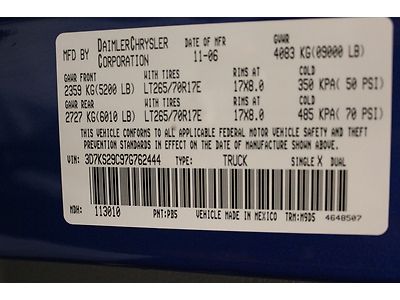 MFD BY DAIMLERCHRYSLER CORPORATION
DATE OF MFR 11-06
GVWR 4083 KG(09000 LB)
GAWR FRONT WITH TIRES RIMS AT COLD
2359 KG(5200 LB) LT265/70R17E 17X8.0 350 KPA( 50 PSI)
GAWR REAR WITH TIRES RIMS AT COLD
2727 KG(6010 LB) LT265/70R17E 17X8.0 485 KPA( 70 PSI)
THIS VEHICLE CONFORMS TO ALL APPLICABLE FEDERAL MOTOR VEHICLE SAFETY STANDARDS
IN EFFECT ON THE DATE OF MANUFACTURE SHOWN ABOVE.
VIN: 3D7KS29C97G762444 TYPE: TRUCK SINGLE X DUAL
MDH: 113010 PNT:PB5 VEHICLE MADE IN MEXICO TRM:M9D5 4648507